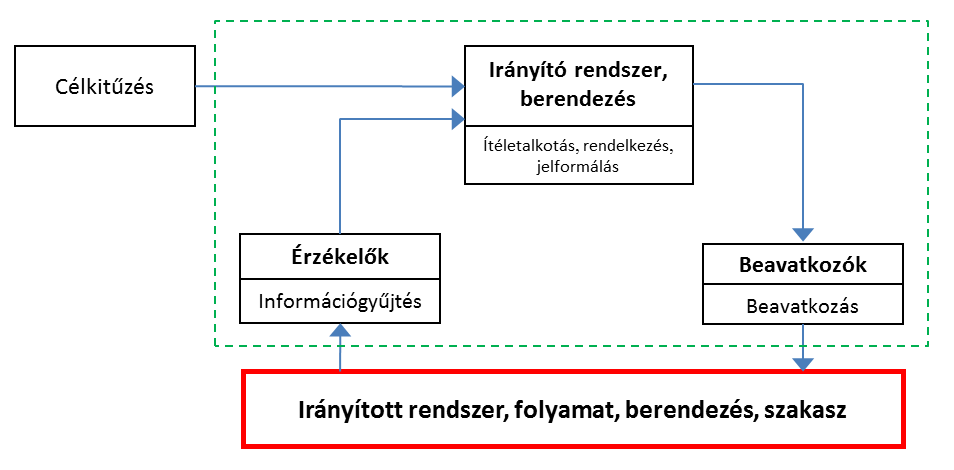 Célkitűzés
Irányító rendszer,
berendezés
Ítéletalkotás, rendelkezés,
jelformálás
Érzékelők
Információgyűjtés
Beavatkozók
Beavatkozás
Irányított rendszer, folyamat, berendezés, szakasz